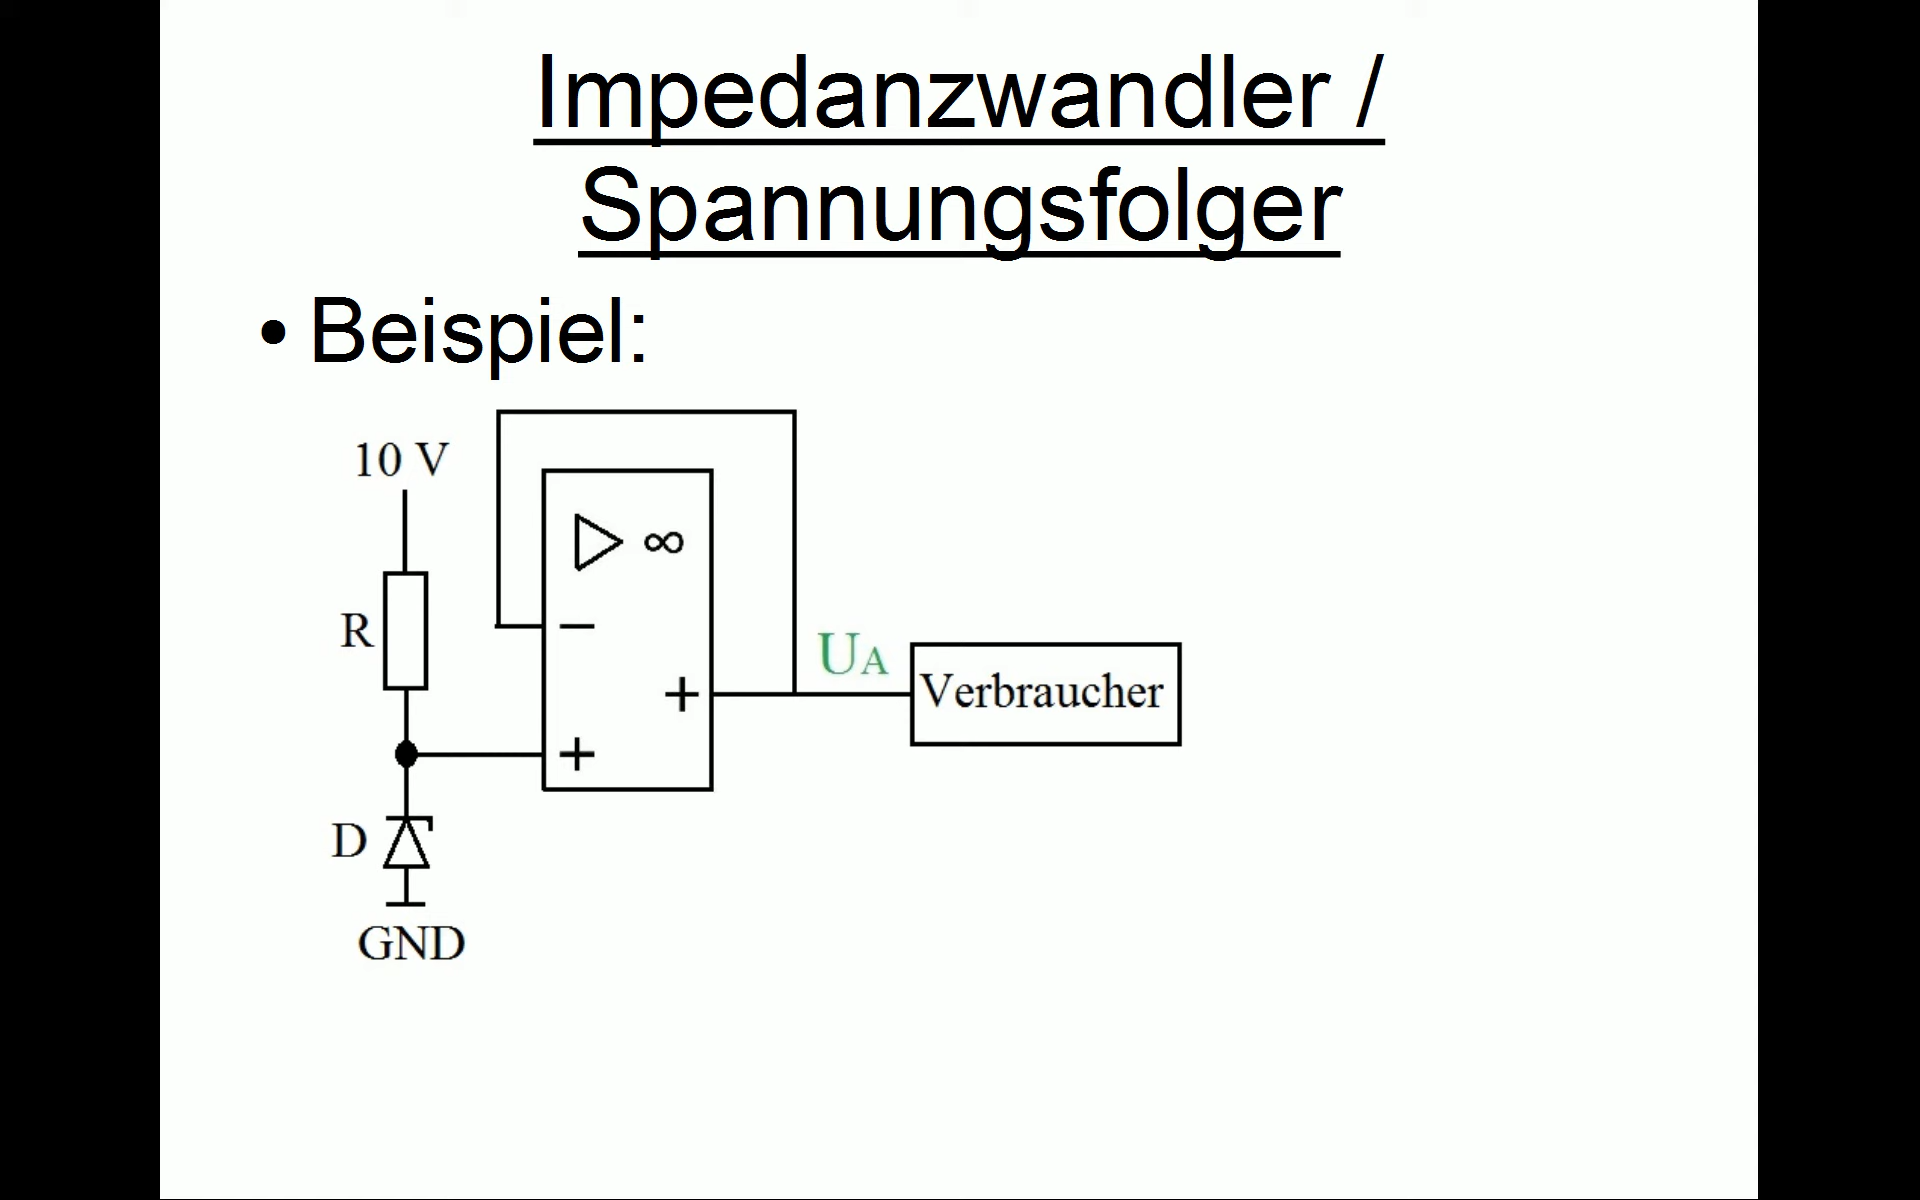 Impedanzwandler /
Spannungsfolger
• Beispiel:
10 V
R
▷ ∞
−
UA
+
Verbraucher
+
D
GND